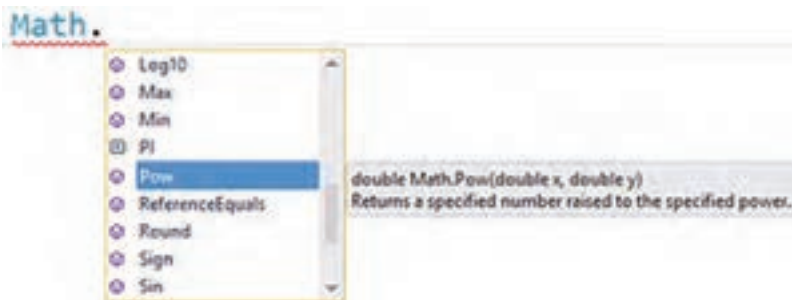 Math.
Log10
Max
Min
PI
Pow
double Math.Pow(double x, double y)
Returns a specified number raised to the specified power.
ReferenceEquals
Round
Sign
Sin